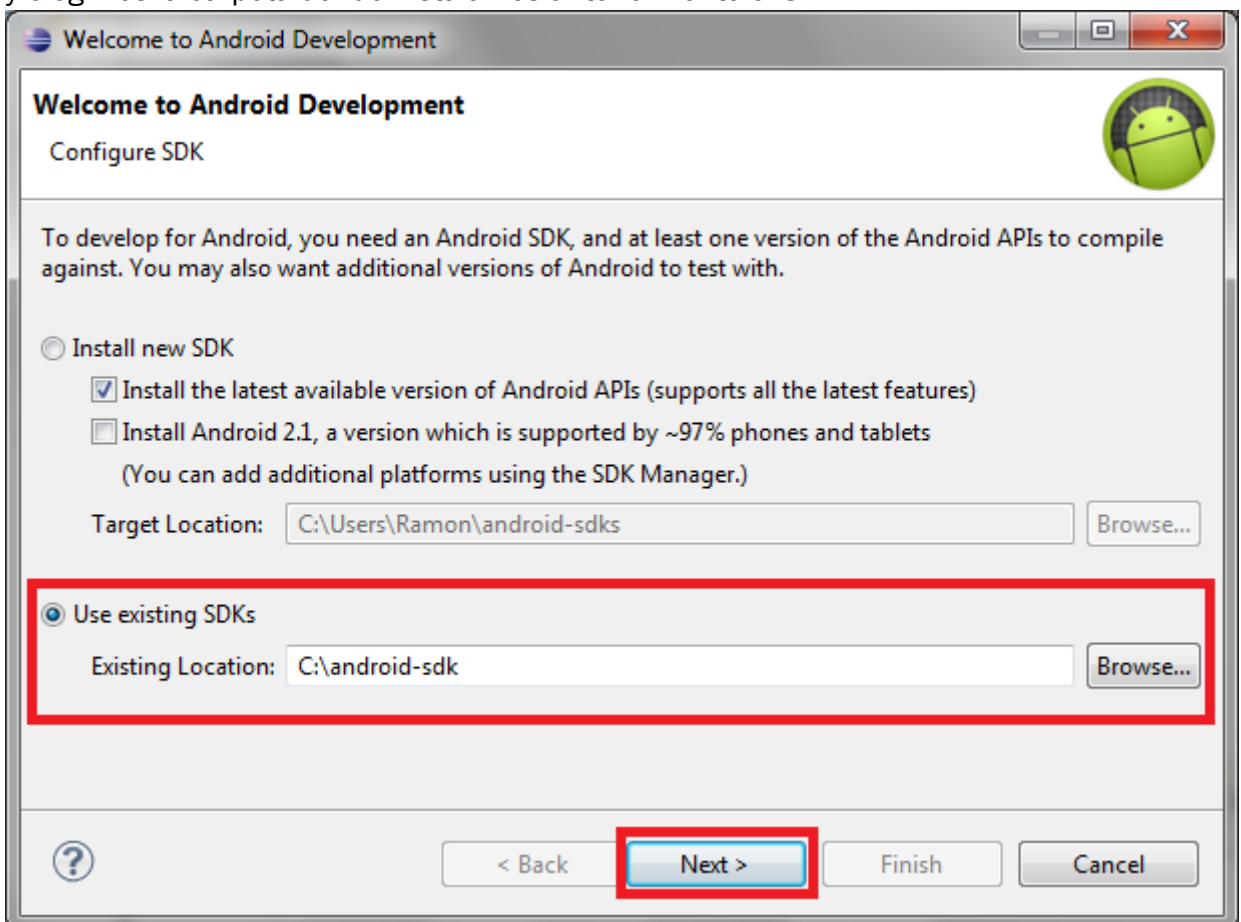 Welcome to Android Development
Welcome to Android Development
Configure SDK
To develop for Android, you need an Android SDK, and at least one version of the Android APIs to compile
against. You may also want additional versions of Android to test with.
Install new SDK
Install the latest available version of Android APIs (supports all the latest features)
Install Android 2.1, a version which is supported by ~97% phones and tablets
(You can add additional platforms using the SDK Manager.)
Target Location: C:\Users\Ramon\android-sdks Browse...
Use existing SDKs
Existing Location: C:\android-sdk Browse...
? < Back Next > Finish Cancel